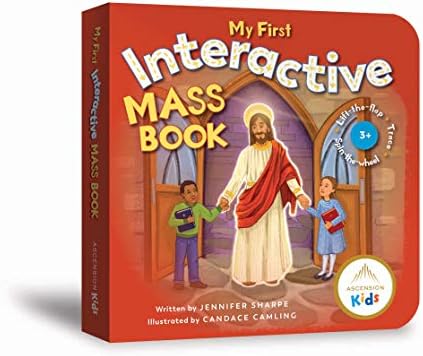 My First
Interactive
MASS
BOOK
Lift-the-flap • Trace •
Spin-the-wheel
3+
Written by JENNIFER SHARPE
Illustrated by CANDACE CAMLING
ASCENSION
Kids
My First Interactive MASS BOOK
ASCENSION Kids